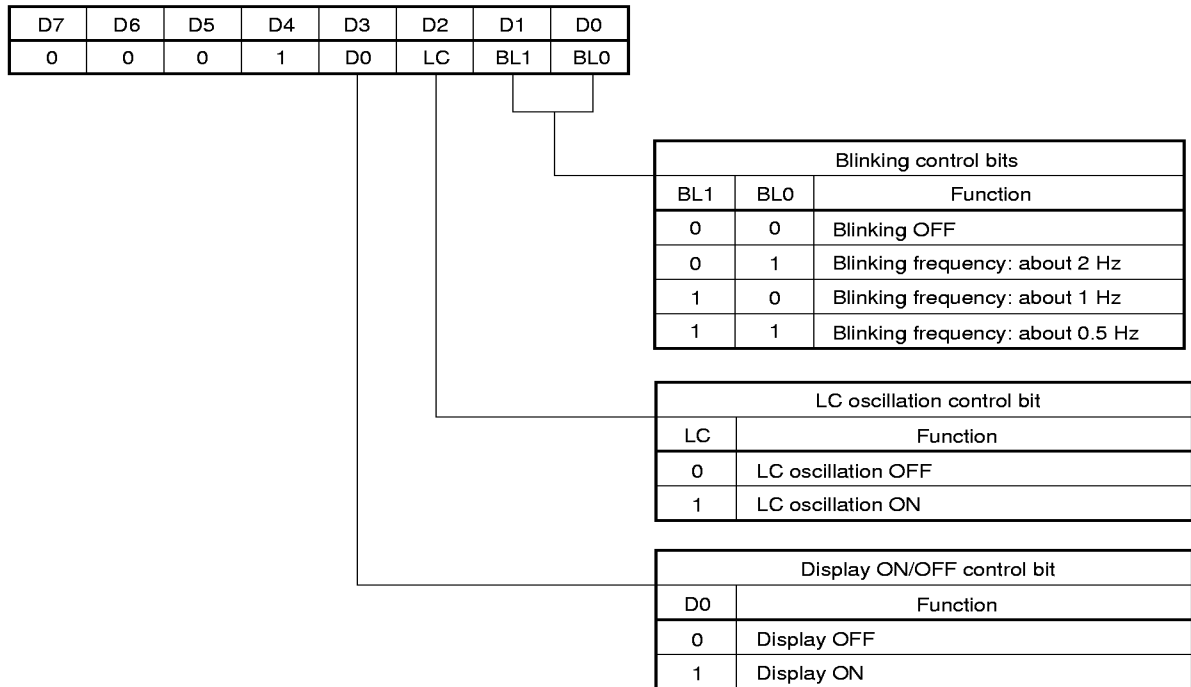 D7 D6 D5 D4 D3 D2 D1 D0
0 0 0 1 D0 LC BL1 BL0
Blinking control bits
BL1 BL0 Function
0 0 Blinking OFF
0 1 Blinking frequency: about 2 Hz
1 0 Blinking frequency: about 1 Hz
1 1 Blinking frequency: about 0.5 Hz
LC oscillation control bit
LC Function
0 LC oscillation OFF
1 LC oscillation ON
Display ON/OFF control bit
D0 Function
0 Display OFF
1 Display ON